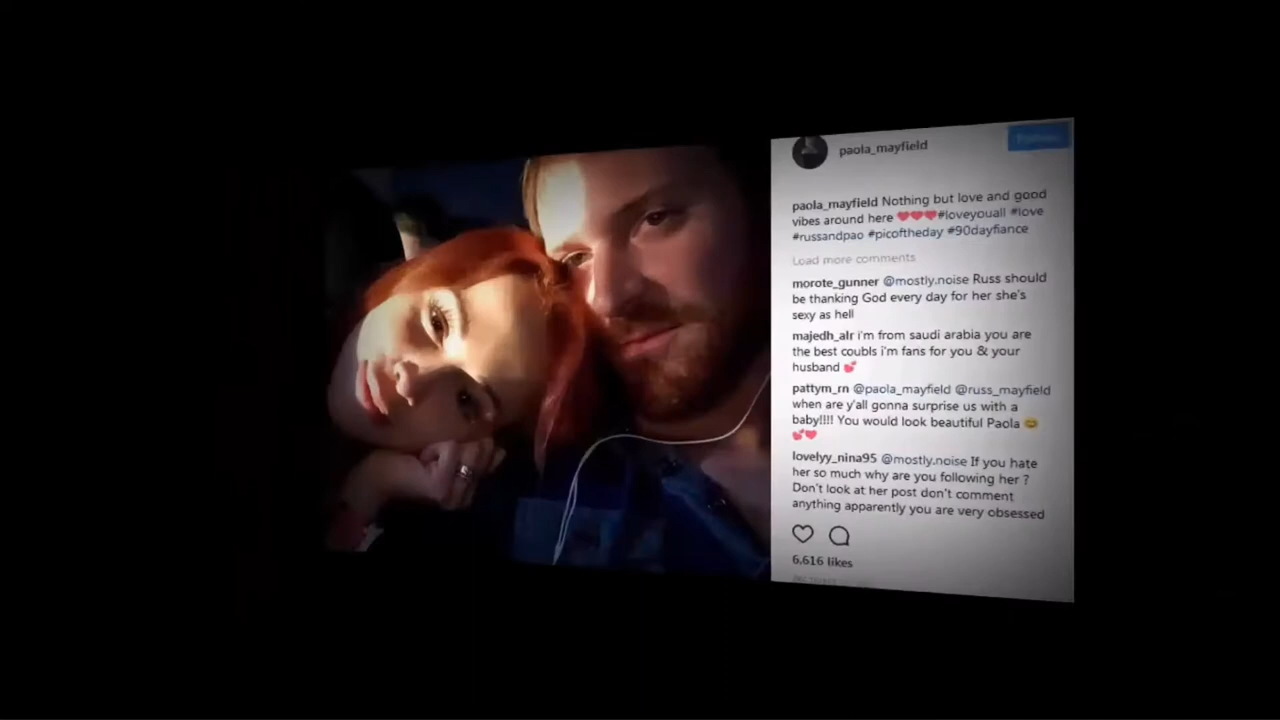 paola_mayfield
paola_mayfield Nothing but love and good
vibes around here ❤❤❤#loveyouall #love
#russandpao #picoftheday #90dayfiance
Load more comments
morote_gunner @mostly.noise Russ should
be thanking God every day for her she's
sexy as hell
majedh_alr i'm from saudi arabia you are
the best coubls i'm fans for you & your
husband 💕
pattym_rn @paola_mayfield @russ_mayfield
when are y'all gonna surprise us with a
baby!!!! You would look beautiful Paola 😊
💕❤
lovelyy_nina95 @mostly.noise If you hate
her so much why are you following her ?
Don't look at her post don't comment
anything apparently you are very obsessed
6,616 likes